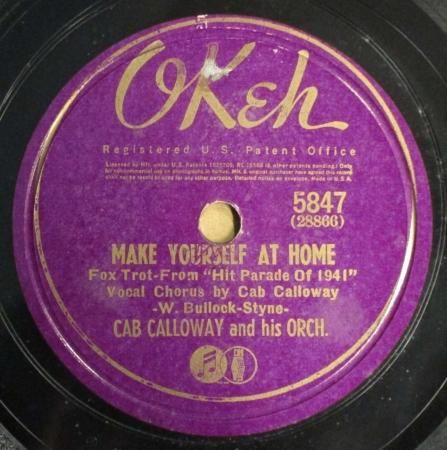 OKeh
Registered U.S. Patent Office
5847
(28866)
MAKE YOURSELF AT HOME
Fox Trot-From "Hit Parade Of 1941"
Vocal Chorus by Cab Calloway
-W. Bullock-Styne-
CAB CALLOWAY and his ORCH.